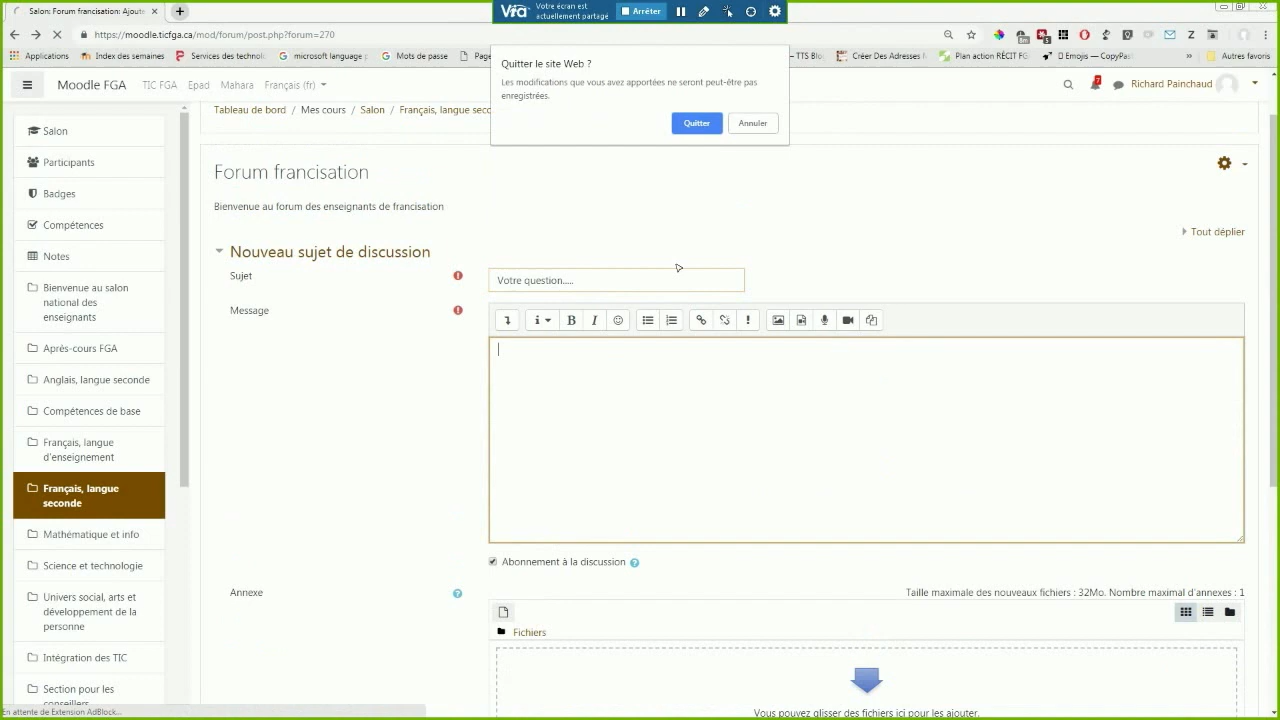 Salon: Forum francisation: Ajoute
Via
Votre écran est
actuellement partagé
Arrêter
https://moodle.ticfga.ca/mod/forum/post.php?forum=270
Applications
Index des semaines
Services des technol
microsoft language
Mots de passe
TTS Blo
Créer Des Adresses
Plan action RÉCIT FG
Emojis — CopyPast
»
Autres favoris
Quitter le site Web ?
Les modifications que vous avez apportées ne seront peut-être pas
enregistrées.
Quitter
Annuler
Moodle FGA
TIC FGA
Epad
Mahara
Français (fr)
7
Richard Painchaud
Tableau de bord / Mes cours / Salon / Français, langue seco
Salon
Participants
Badges
Compétences
Notes
Bienvenue au salon
national des
enseignants
Après-cours FGA
Anglais, langue seconde
Compétences de base
Français, langue
d'enseignement
Français, langue
seconde
Mathématique et info
Science et technologie
Univers social, arts et
développement de la
personne
Intégration des TIC
Section pour les
conseillers
Forum francisation
Bienvenue au forum des enseignants de francisation
Tout déplier
Nouveau sujet de discussion
Sujet
Votre question.....
Message
Abonnement à la discussion
Annexe
Taille maximale des nouveaux fichiers : 32Mo. Nombre maximal d'annexes : 1
Fichiers
Vous pouvez glisser des fichiers ici pour les ajouter.
En attente de Extension AdBlock...